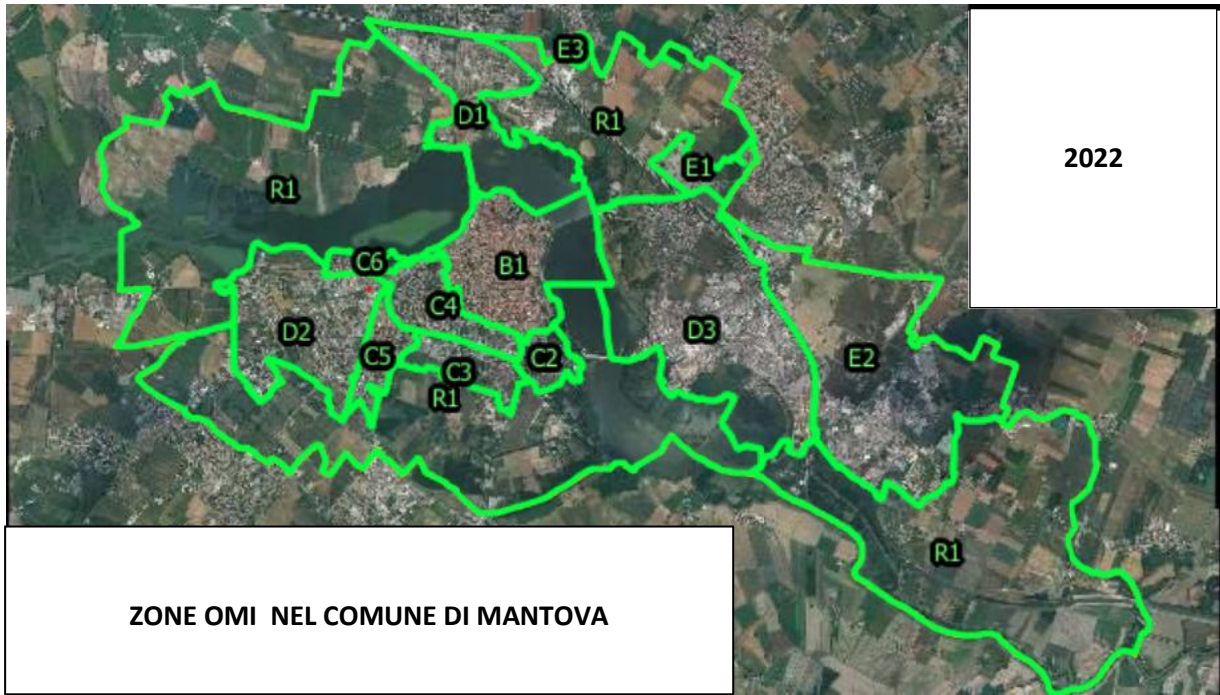 E3
D1
R1
2022
E1
R1
C6
B1
C4
D2
D3
C5
C2
C3
E2
R1
R1
ZONE OMI  NEL COMUNE DI MANTOVA